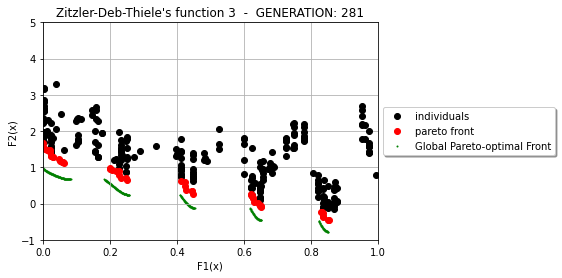 Zitzler-Deb-Thiele's function 3 - GENERATION: 281
5
4
3
2
1
0
-1
F2(x)
0.0 0.2 0.4 0.6 0.8 1.0
F1(x)
individuals
pareto front
Global Pareto-optimal Front